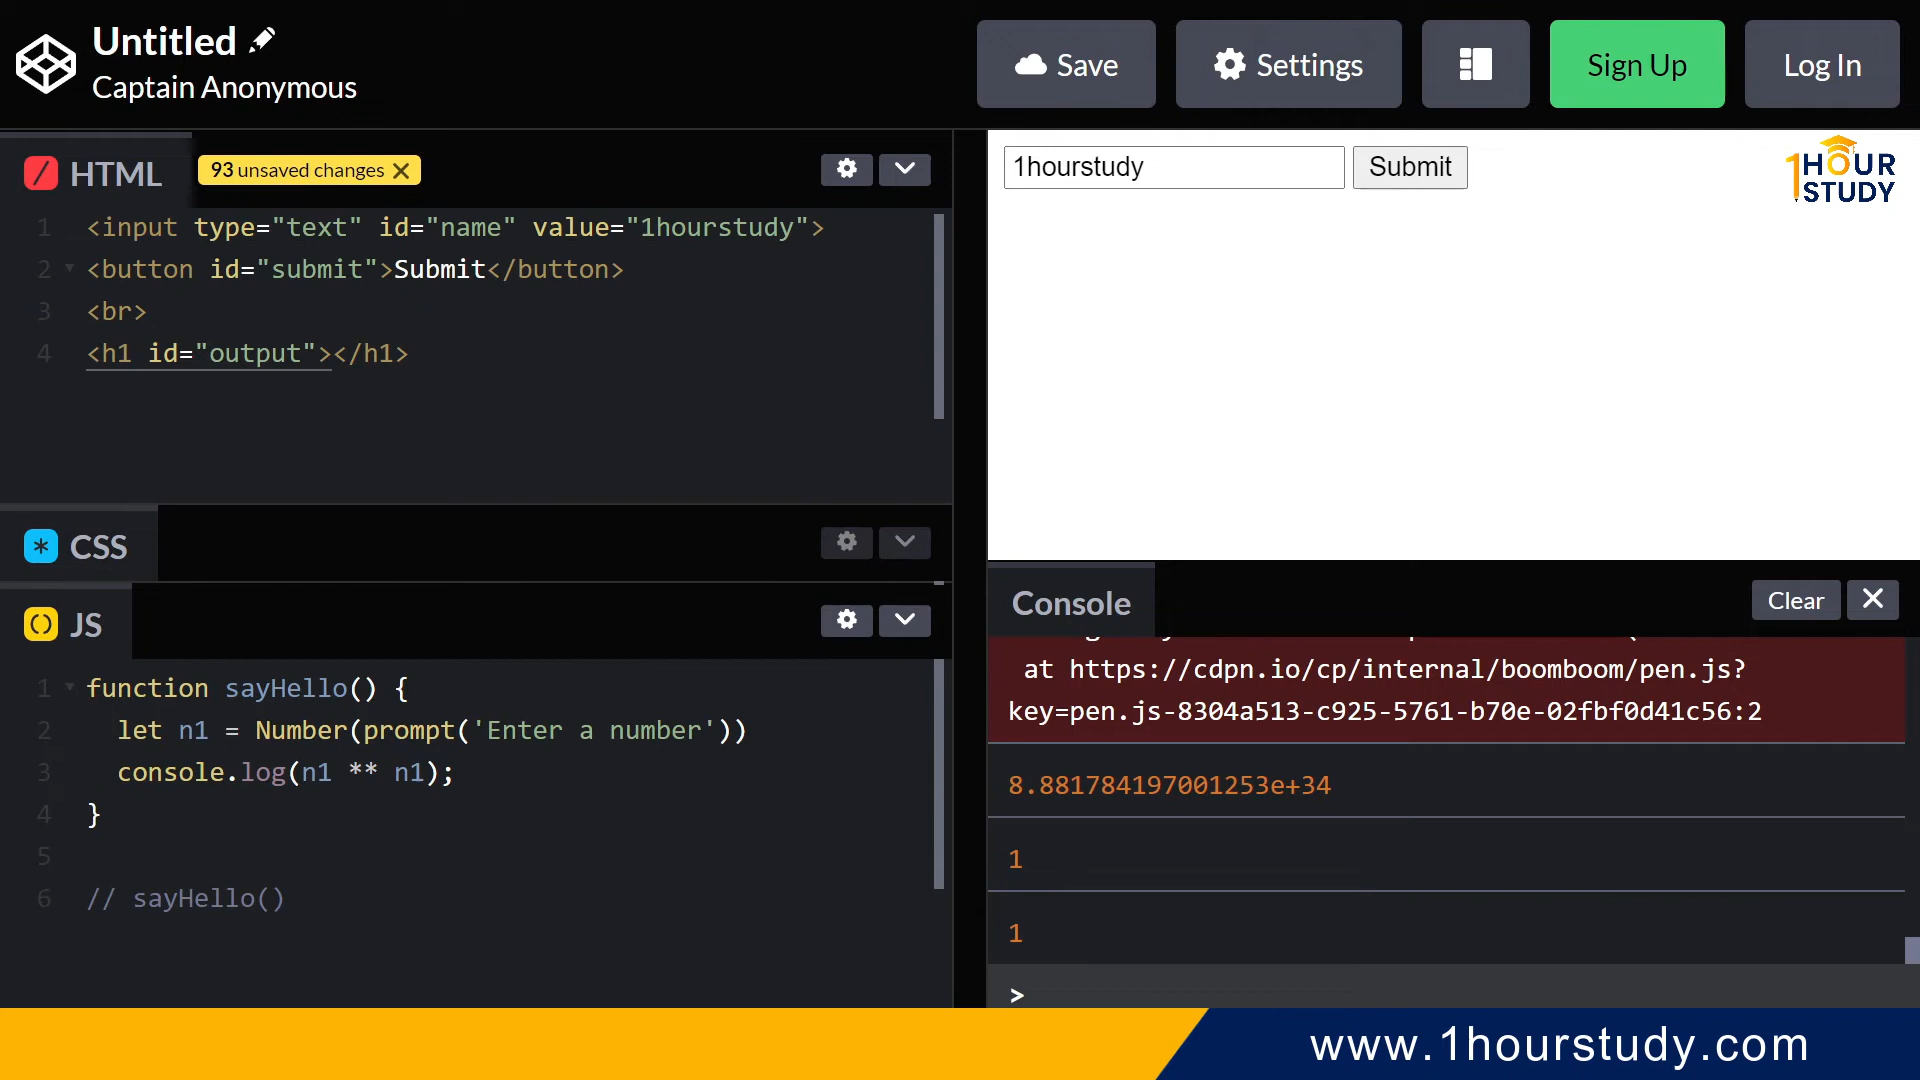 Untitled
Captain Anonymous
Save
Settings
Sign Up
Log In
HTML
93 unsaved changes
1 <input type="text" id="name" value="1hourstudy">
2 <button id="submit">Submit</button>
3 <br>
4 <h1 id="output"></h1>
CSS
JS
1 function sayHello() {
2 let n1 = Number(prompt('Enter a number'))
3 console.log(n1 ** n1);
4 }
5
6 // sayHello()
1hourstudy
Submit
1HOUR
STUDY
Console
Clear
at https://cdpn.io/cp/internal/boomboom/pen.js?
key=pen.js-8304a513-c925-5761-b70e-02fbf0d41c56:2
8.881784197001253e+34
1
1
>
www.1hourstudy.com